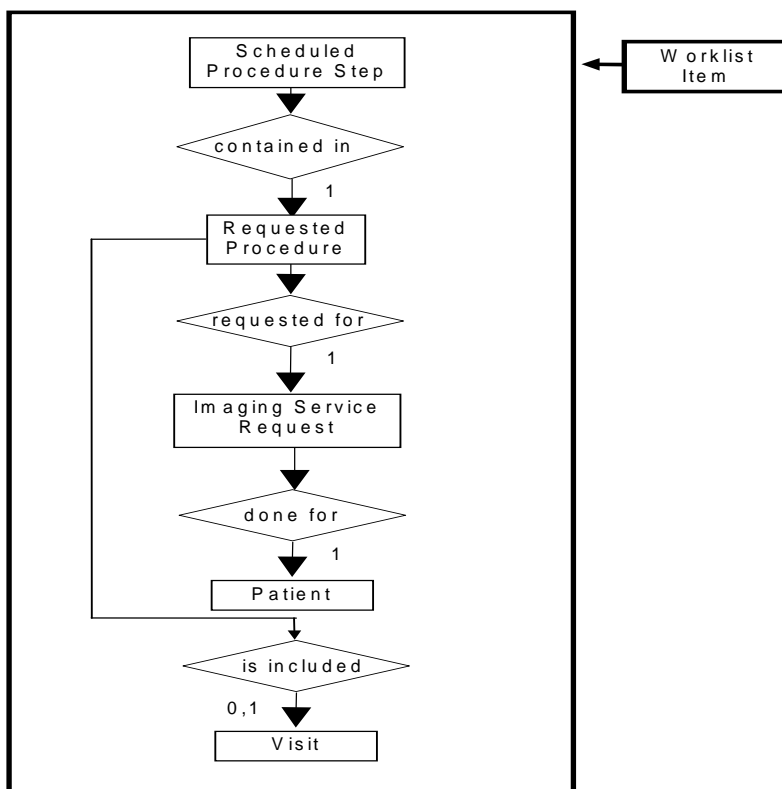 Scheduled
Procedure Step
Worklist
Item
contained in
1
Requested
Procedure
requested for
1
Imaging Service
Request
done for
1
Patient
is included
0,1
Visit